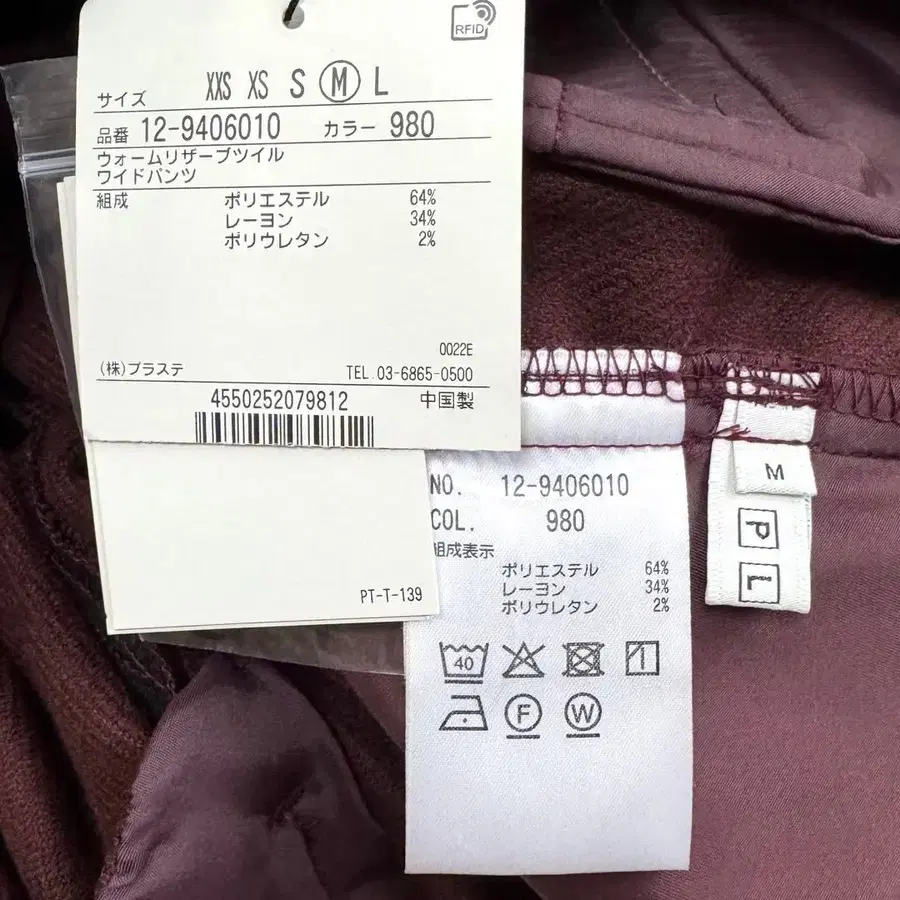 RFID
サイズ XXS XS S M L
品番 12-9406010 カラー 980
ウォームリザーブツイル
ワイドパンツ
組成 ポリエステル 64%
レーヨン 34%
ポリウレタン 2%
0022E
(株)プラステ TEL.03-6865-0500
4550252079812 中国製
PT-T-139
NO. 12-9406010
COL. 980
組成表示
ポリエステル 64%
レーヨン 34%
ポリウレタン 2%
40
F W
M
P
L